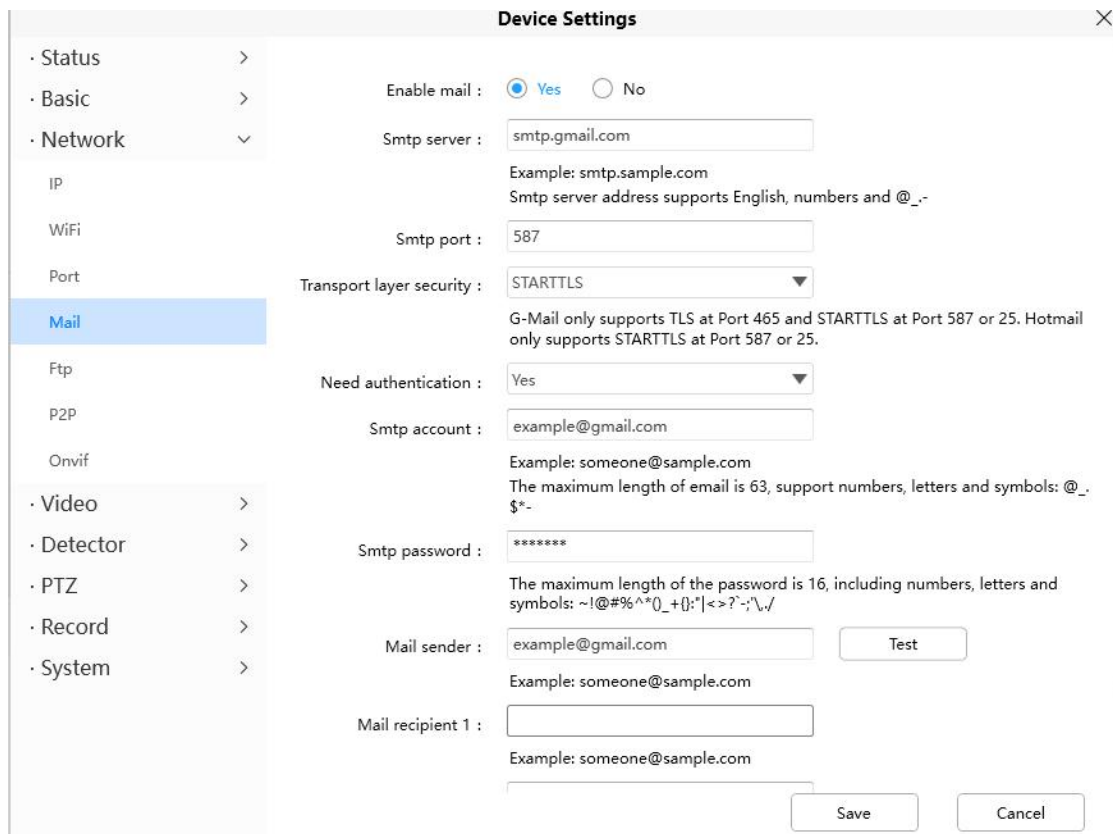 Device Settings
· Status
· Basic
· Network
IP
WiFi
Port
Mail
Ftp
P2P
Onvif
· Video
· Detector
· PTZ
· Record
· System
Enable mail : Yes No
Smtp server : smtp.gmail.com
Example: smtp.sample.com
Smtp server address supports English, numbers and @_.-
Smtp port : 587
Transport layer security : STARTTLS
G-Mail only supports TLS at Port 465 and STARTTLS at Port 587 or 25. Hotmail
only supports STARTTLS at Port 587 or 25.
Need authentication : Yes
Smtp account : example@gmail.com
Example: someone@sample.com
The maximum length of email is 63, support numbers, letters and symbols: @_.
$*-
Smtp password : *******
The maximum length of the password is 16, including numbers, letters and
symbols: ~!@#%^*()_+{}:"|<>?`-;'\,./
Mail sender : example@gmail.com Test
Example: someone@sample.com
Mail recipient 1 :
Example: someone@sample.com
Save Cancel